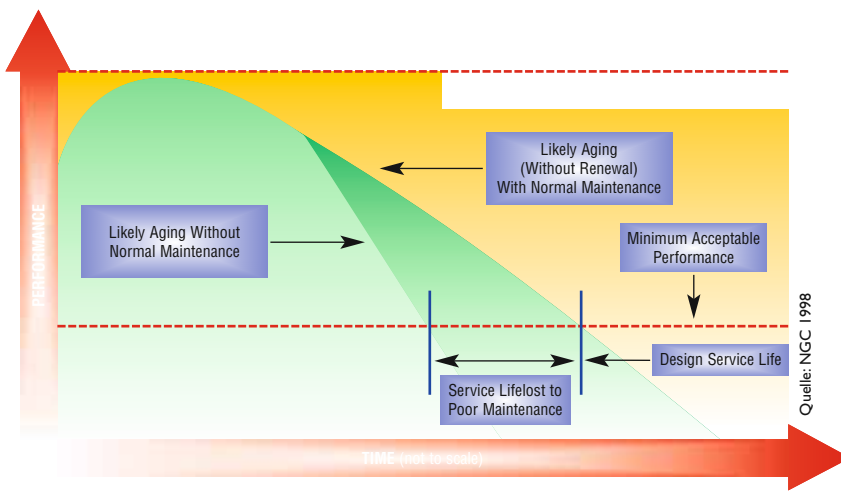 Likely Aging
(Without Renewal)
With Normal Maintenance
Likely Aging Without
Normal Maintenance
Minimum Acceptable
Performance
PERFORMANCE
Quelle: NGC 1998
Design Service Life
Service Lifelost to
Poor Maintenance
TIME (not to scale)